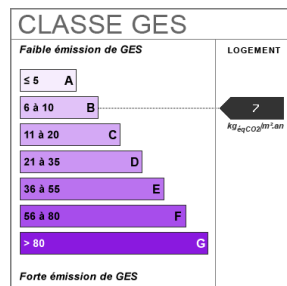 CLASSE GES
Faible émission de GES
LOGEMENT
≤ 5 A
6 à 10 B
7
kgéqCO2/m².an
11 à 20 C
21 à 35 D
36 à 55 E
56 à 80 F
> 80 G
Forte émission de GES